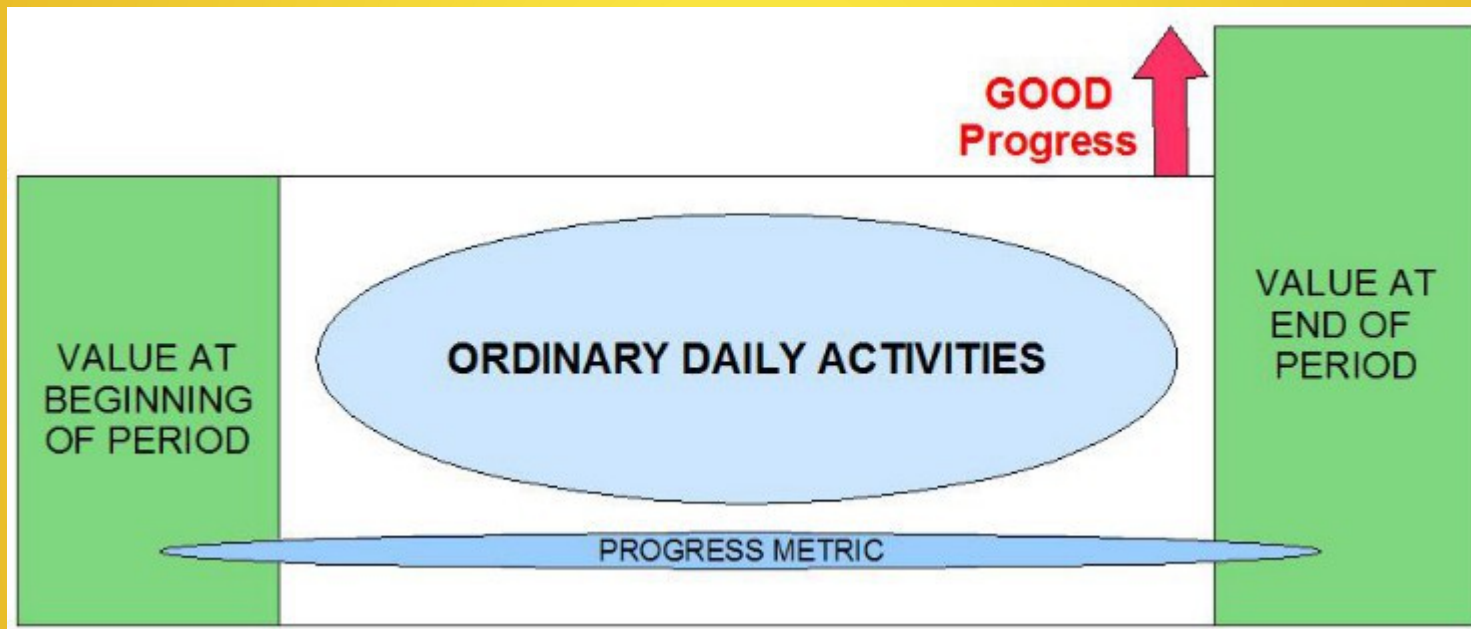 GOOD
Progress
VALUE AT
BEGINNING
OF PERIOD
ORDINARY DAILY ACTIVITIES
VALUE AT
END OF
PERIOD
PROGRESS METRIC